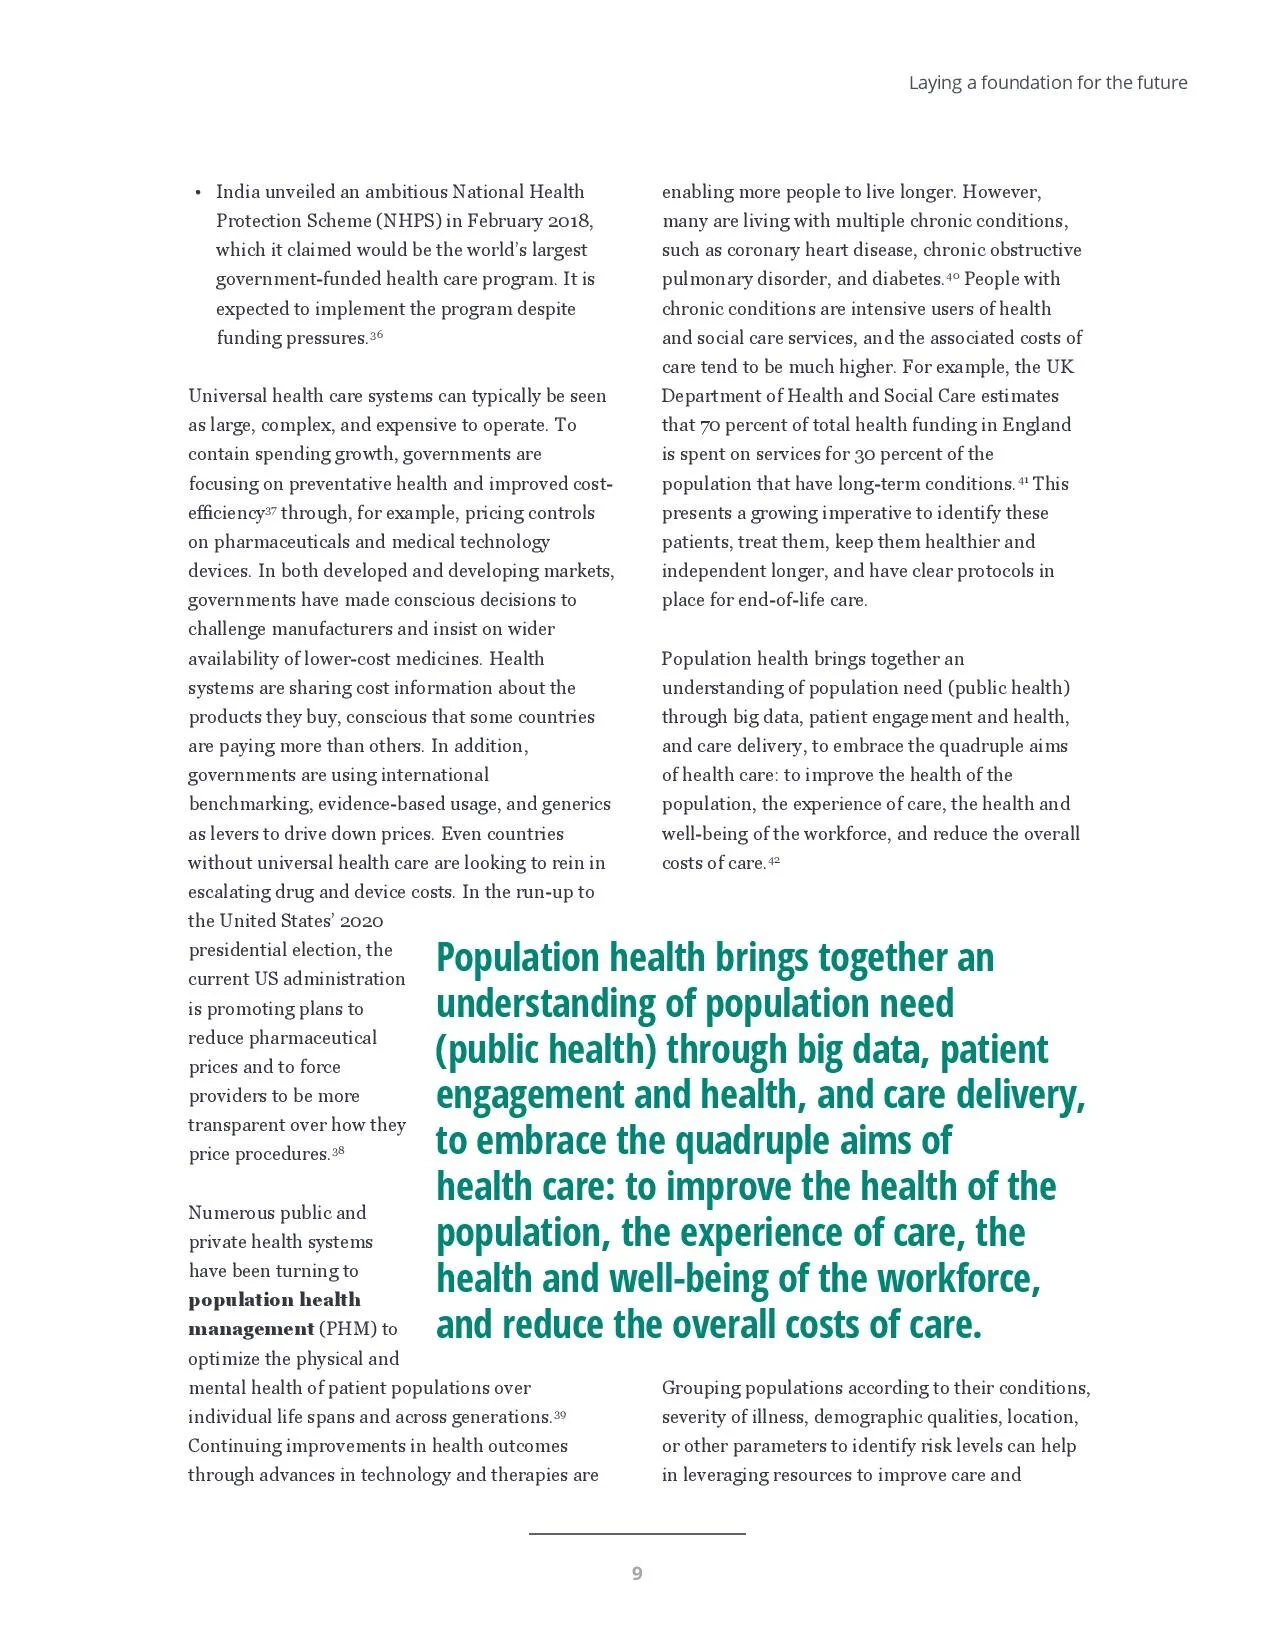 Laying a foundation for the future
• India unveiled an ambitious National Health
Protection Scheme (NHPS) in February 2018,
which it claimed would be the world’s largest
government-funded health care program. It is
expected to implement the program despite
funding pressures.36
Universal health care systems can typically be seen
as large, complex, and expensive to operate. To
contain spending growth, governments are
focusing on preventative health and improved cost-
efficiency37 through, for example, pricing controls
on pharmaceuticals and medical technology
devices. In both developed and developing markets,
governments have made conscious decisions to
challenge manufacturers and insist on wider
availability of lower-cost medicines. Health
systems are sharing cost information about the
products they buy, conscious that some countries
are paying more than others. In addition,
governments are using international
benchmarking, evidence-based usage, and generics
as levers to drive down prices. Even countries
without universal health care are looking to rein in
escalating drug and device costs. In the run-up to
the United States’ 2020
presidential election, the
current US administration
is promoting plans to
reduce pharmaceutical
prices and to force
providers to be more
transparent over how they
price procedures.38
Numerous public and
private health systems
have been turning to
population health
management (PHM) to
optimize the physical and
mental health of patient populations over
individual life spans and across generations.39
Continuing improvements in health outcomes
through advances in technology and therapies are
enabling more people to live longer. However,
many are living with multiple chronic conditions,
such as coronary heart disease, chronic obstructive
pulmonary disorder, and diabetes.40 People with
chronic conditions are intensive users of health
and social care services, and the associated costs of
care tend to be much higher. For example, the UK
Department of Health and Social Care estimates
that 70 percent of total health funding in England
is spent on services for 30 percent of the
population that have long-term conditions.41 This
presents a growing imperative to identify these
patients, treat them, keep them healthier and
independent longer, and have clear protocols in
place for end-of-life care.
Population health brings together an
understanding of population need (public health)
through big data, patient engagement and health,
and care delivery, to embrace the quadruple aims
of health care: to improve the health of the
population, the experience of care, the health and
well-being of the workforce, and reduce the overall
costs of care.42
Population health brings together an
understanding of population need
(public health) through big data, patient
engagement and health, and care delivery,
to embrace the quadruple aims of
health care: to improve the health of the
population, the experience of care, the
health and well-being of the workforce,
and reduce the overall costs of care.
Grouping populations according to their conditions,
severity of illness, demographic qualities, location,
or other parameters to identify risk levels can help
in leveraging resources to improve care and
9